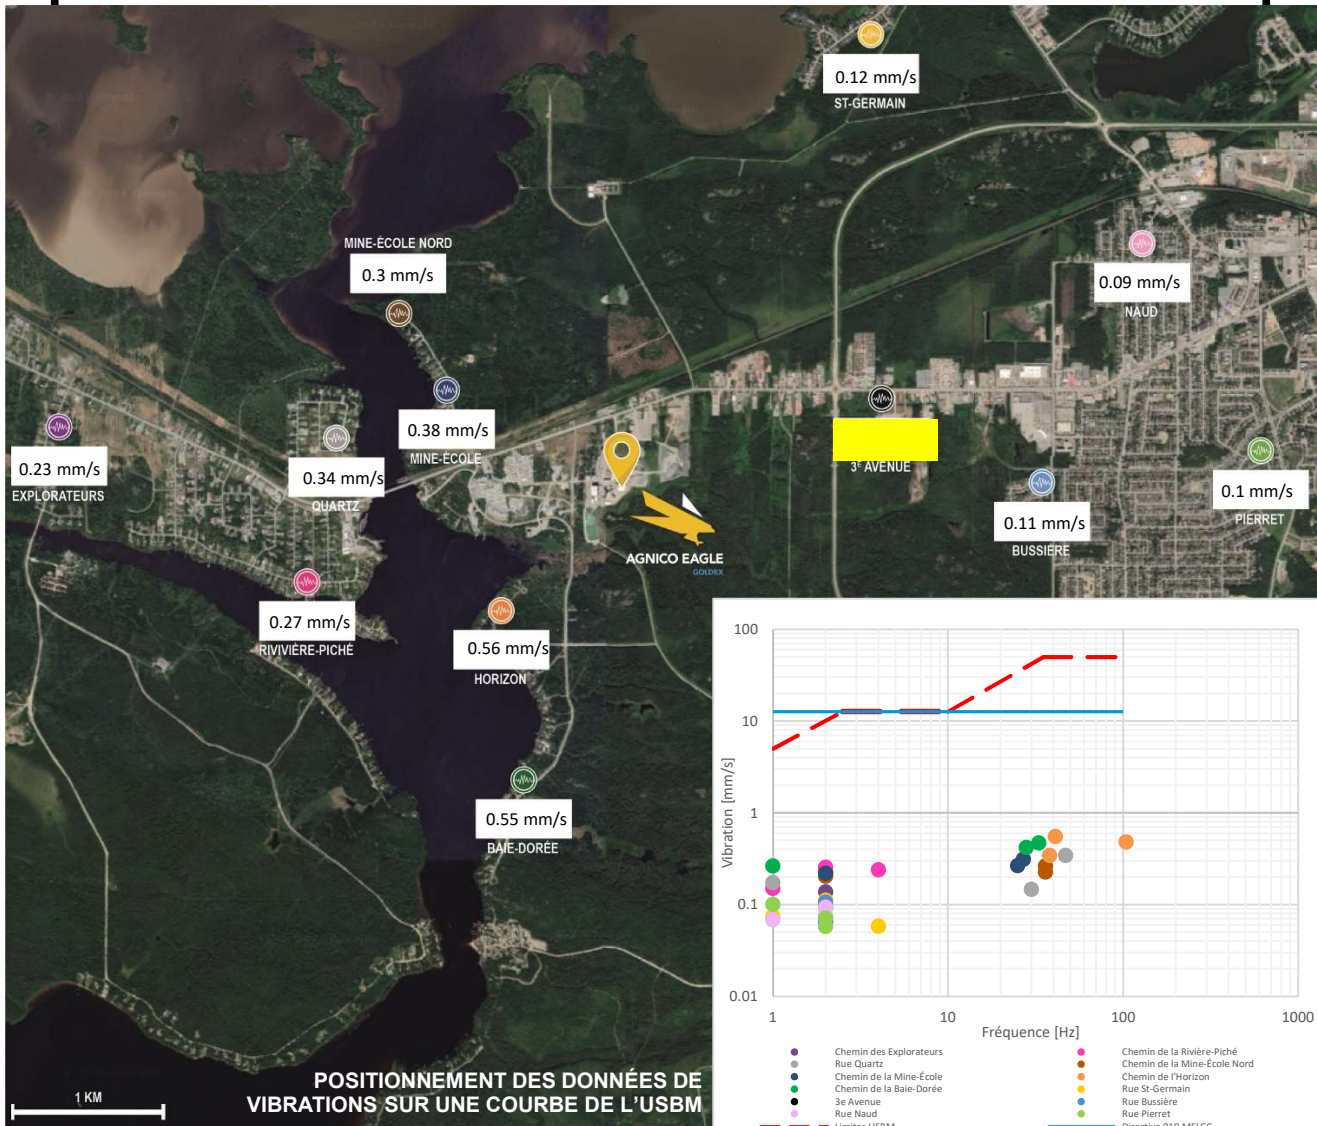 0.12 mm/s
ST-GERMAIN
MINE-ÉCOLE NORD
0.3 mm/s
0.09 mm/s
NAUD
0.38 mm/s
MINE-ÉCOLE
0.23 mm/s
EXPLORATEURS
0.34 mm/s
QUARTZ
3E AVENUE
0.1 mm/s
PIERRET
0.11 mm/s
BUSSIÈRE
AGNICO EAGLE
GOLDEX
0.27 mm/s
RIVIVIÈRE-PICHÉ
0.56 mm/s
HORIZON
0.55 mm/s
BAIE-DORÉE
POSITIONNEMENT DES DONNÉES DE
VIBRATIONS SUR UNE COURBE DE L'USBM
1 KM
100
10
1
0.1
0.01
Vibration [mm/s]
1
10
100
1000
Fréquence [Hz]
Chemin des Explorateurs
Chemin de la Rivière-Piché
Rue Quartz
Chemin de la Mine-École Nord
Chemin de la Mine-École
Chemin de l'Horizon
Chemin de la Baie-Dorée
Rue St-Germain
3e Avenue
Rue Bussière
Rue Naud
Rue Pierret
Limites USBM
Directive 019 MELCC